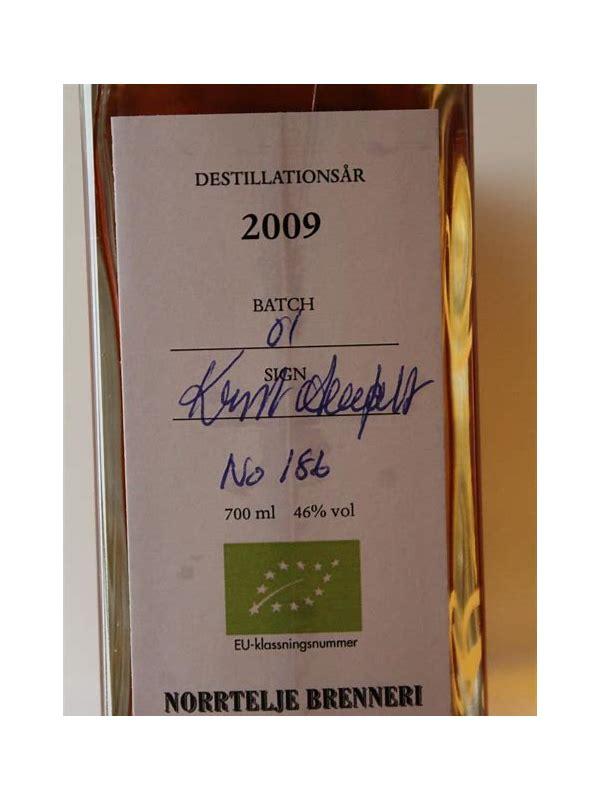 DESTILLATIONSÅR
2009
BATCH
01
SIGN
No 186
700 ml 46% vol
EU-klassningsnummer
NORRTELJE BRENNERI